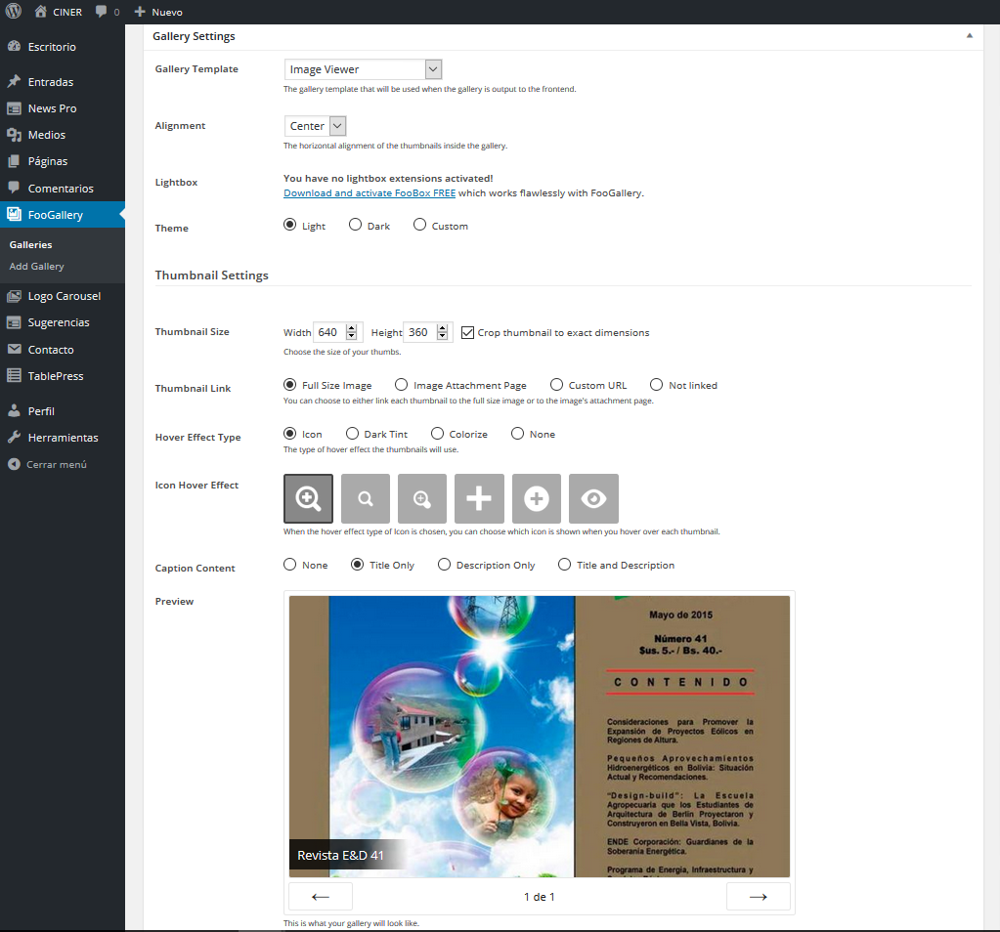 CINER 0 Nuevo
Escritorio
Entradas
News Pro
Medios
Páginas
Comentarios
FooGallery
Galleries
Add Gallery
Logo Carousel
Sugerencias
Contacto
TablePress
Perfil
Herramientas
Cerrar menú
Gallery Settings
Gallery Template Image Viewer
The gallery template that will be used when the gallery is output to the frontend.
Alignment Center
The horizontal alignment of the thumbnails inside the gallery.
Lightbox You have no lightbox extensions activated!
Download and activate FooBox FREE which works flawlessly with FooGallery.
Theme Light Dark Custom
Thumbnail Settings
Thumbnail Size Width 640 Height 360 Crop thumbnail to exact dimensions
Choose the size of your thumbs.
Thumbnail Link Full Size Image Image Attachment Page Custom URL Not linked
You can choose to either link each thumbnail to the full size image or to the image's attachment page.
Hover Effect Type Icon Dark Tint Colorize None
The type of hover effect the thumbnails will use.
Icon Hover Effect
When the hover effect type of Icon is chosen, you can choose which icon is shown when you hover over each thumbnail.
Caption Content None Title Only Description Only Title and Description
Preview
Mayo de 2015
Número 41
$us. 5.- / Bs. 40.-
CONTENIDO
Consideraciones para Promover la
Expansión de Proyectos Eólicos en
Regiones de Altura.
Pequeños Aprovechamientos
Hidroenergéticos en Bolivia: Situación
Actual y Recomendaciones.
"Design-build": La Escuela
Agropecuaria que los Estudiantes de
Arquitectura de Berlín Proyectaron y
Construyeron en Bella Vista, Bolivia.
ENDE Corporación: Guardianes de la
Soberanía Energética.
Programa de Energia, Infraestructura y
Revista E&D 41
← 1 de 1 →
This is what your gallery will look like.